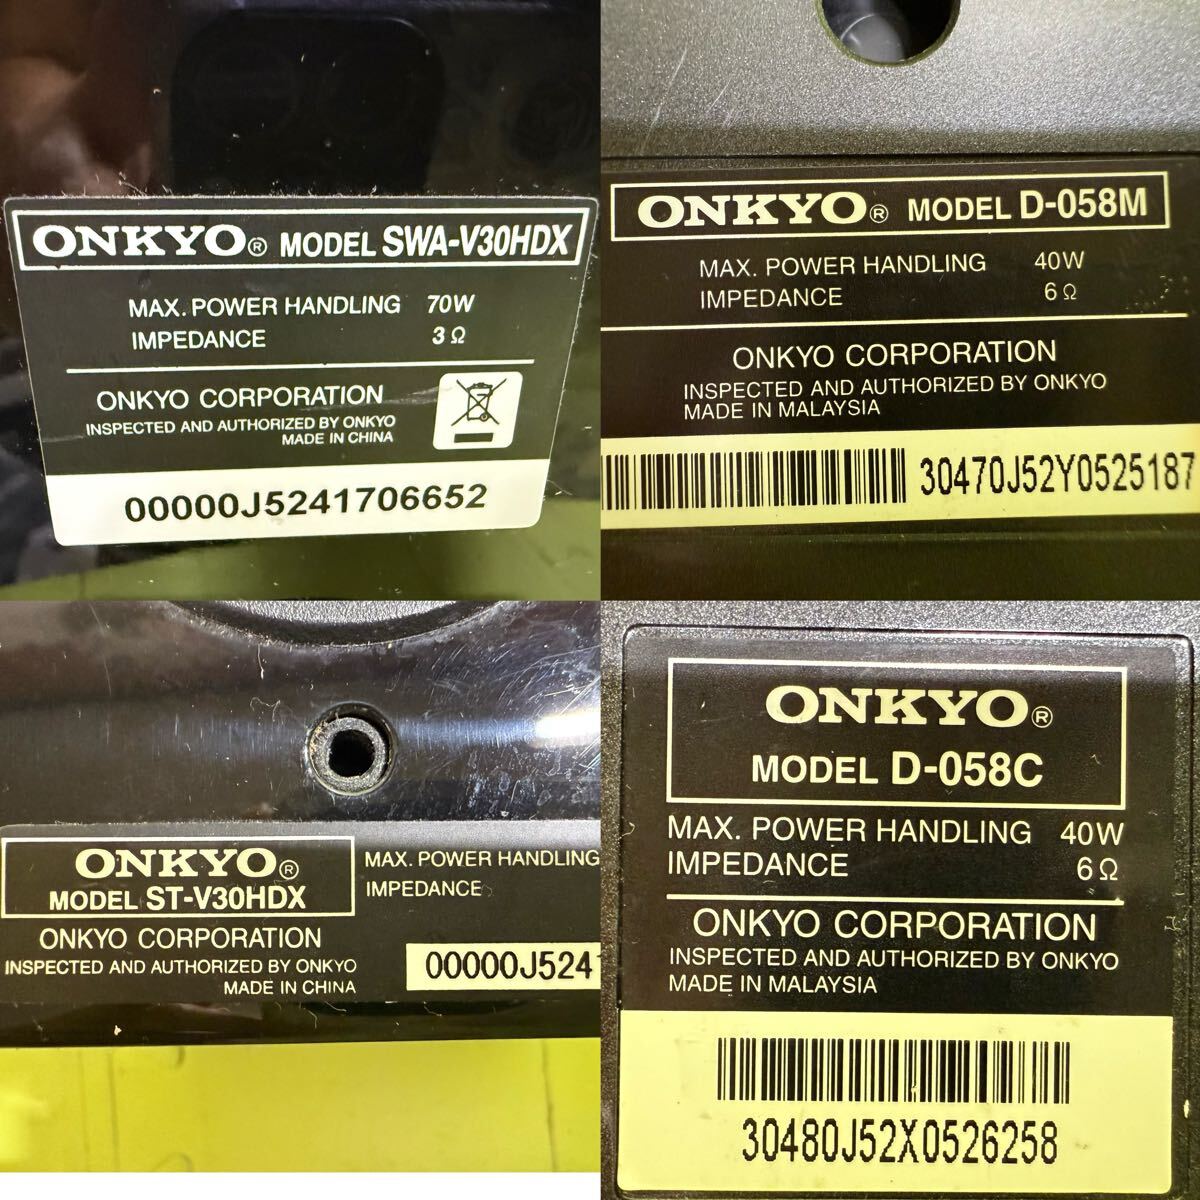 ONKYO® MODEL SWA-V30HDX
MAX. POWER HANDLING 70W
IMPEDANCE 3Ω
ONKYO CORPORATION
INSPECTED AND AUTHORIZED BY ONKYO
MADE IN CHINA
00000J5241706652
ONKYO® MODEL D-058M
MAX. POWER HANDLING 40W
IMPEDANCE 6Ω
ONKYO CORPORATION
INSPECTED AND AUTHORIZED BY ONKYO
MADE IN MALAYSIA
30470J52Y0525187
ONKYO®
MODEL ST-V30HDX
ONKYO CORPORATION
INSPECTED AND AUTHORIZED BY ONKYO
MADE IN CHINA
MAX. POWER HANDLING
IMPEDANCE
00000J5241
ONKYO®
MODEL D-058C
MAX. POWER HANDLING 40W
IMPEDANCE 6Ω
ONKYO CORPORATION
INSPECTED AND AUTHORIZED BY ONKYO
MADE IN MALAYSIA
30480J52X0526258